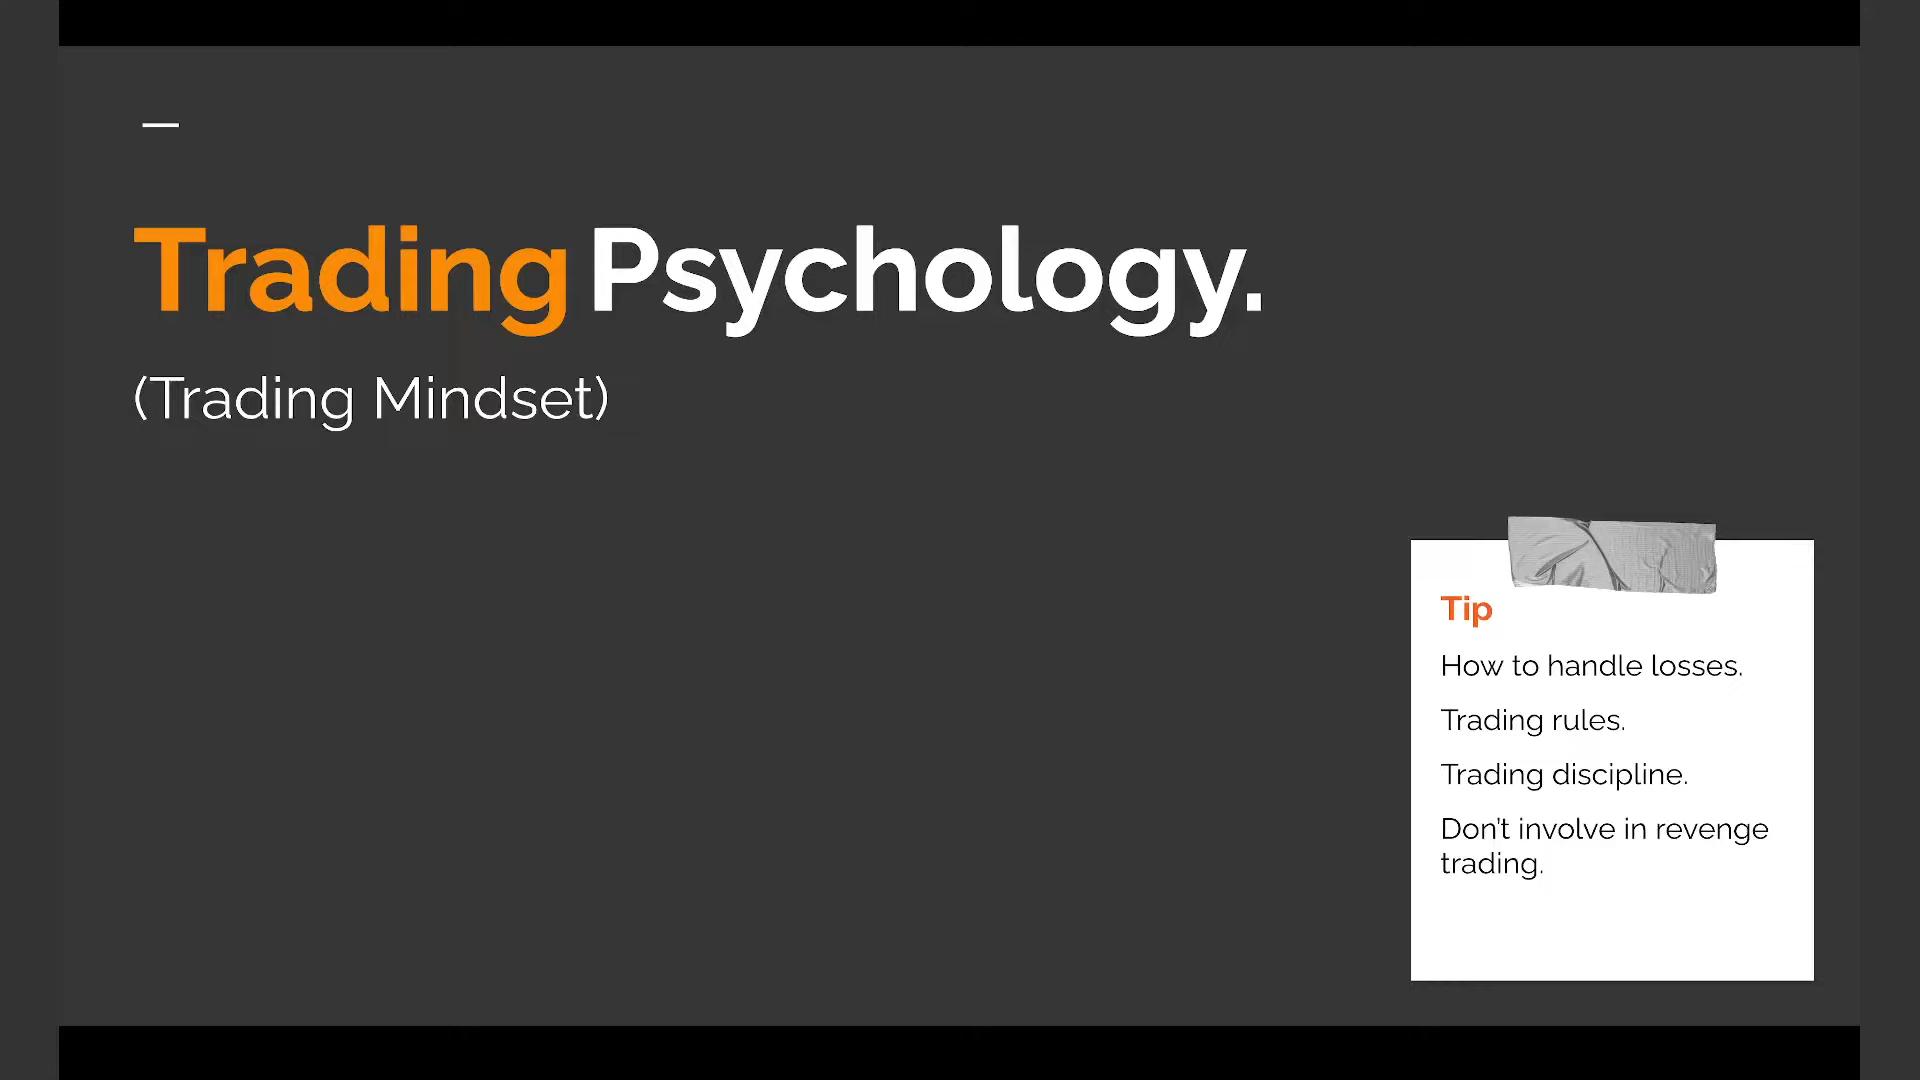 Trading Psychology.
(Trading Mindset)
Tip
How to handle losses.
Trading rules.
Trading discipline.
Don't involve in revenge
trading.